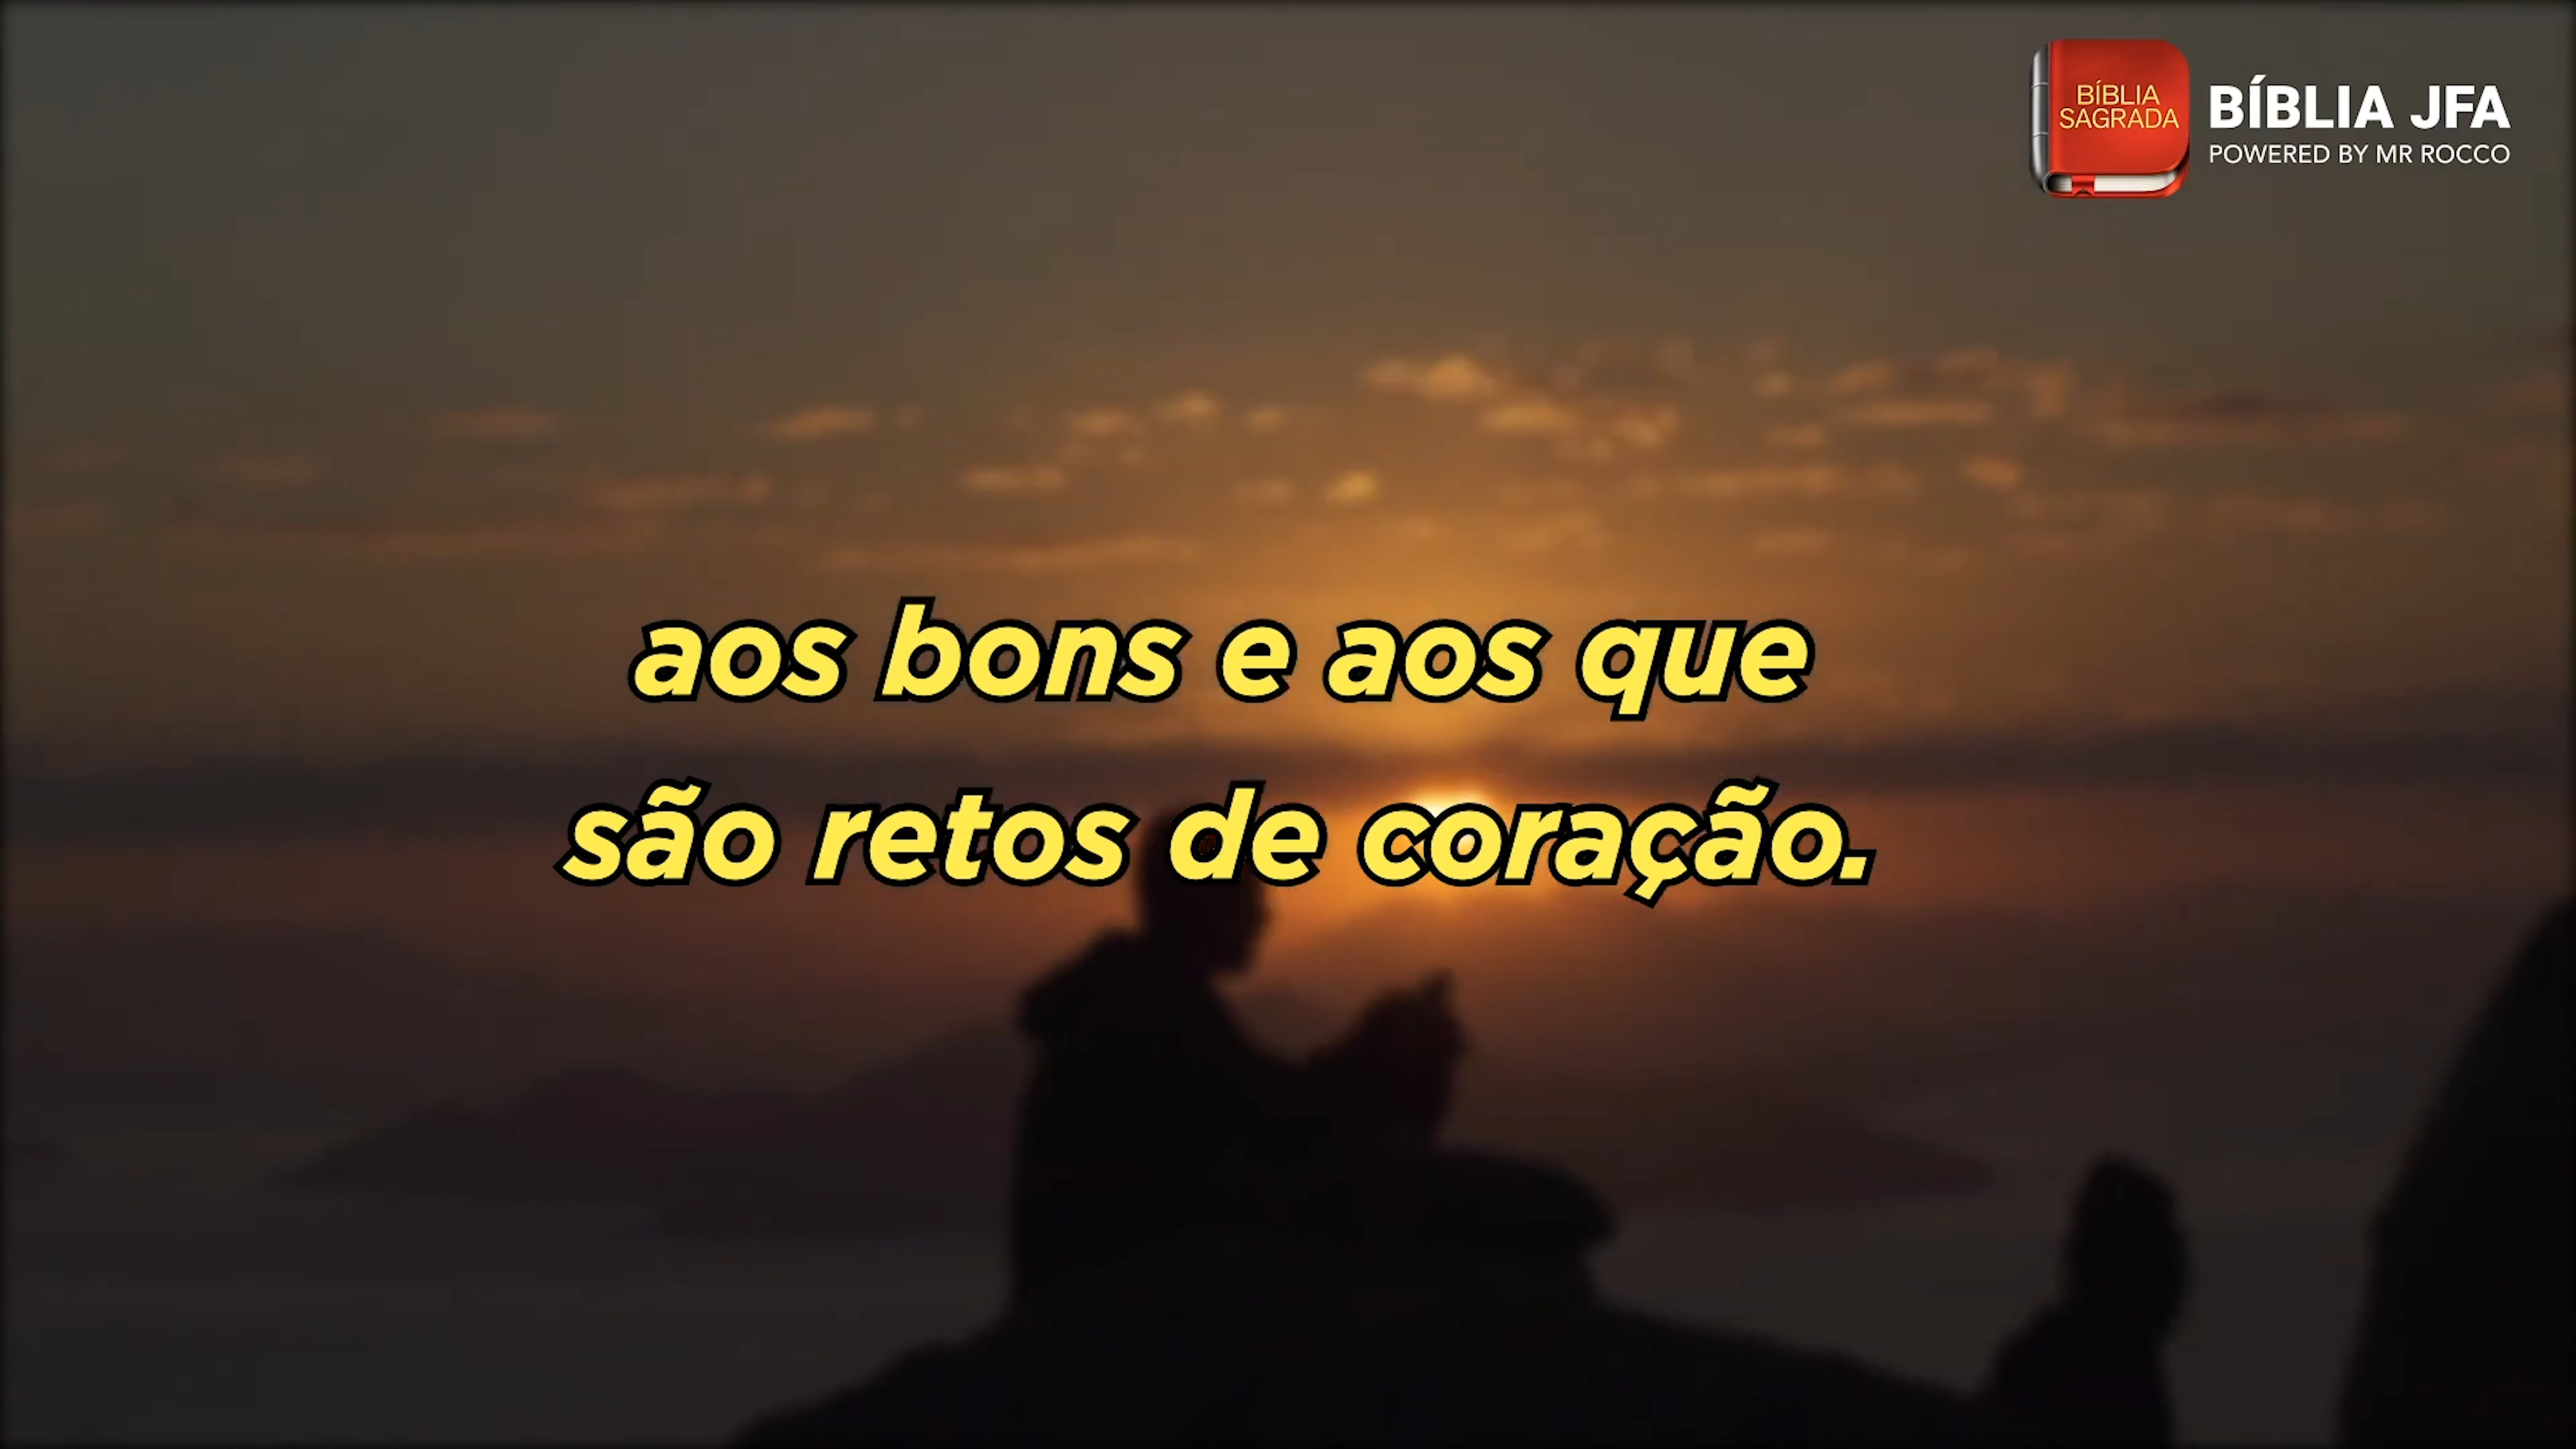 BÍBLIA
SAGRADA
BÍBLIA JFA
POWERED BY MR ROCCO
aos bons e aos que
são retos de coração.